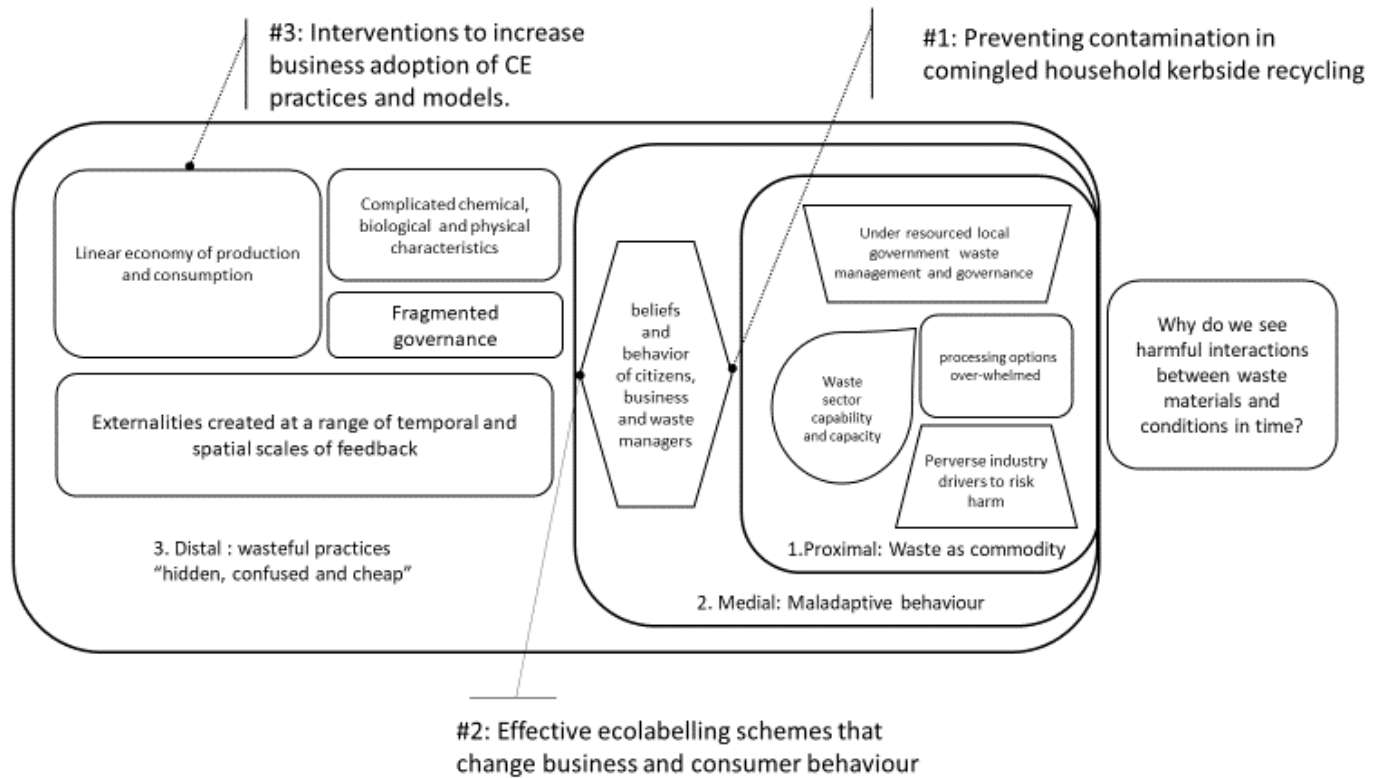 #3: Interventions to increase
business adoption of CE
practices and models.
#1: Preventing contamination in
comingled household kerbside recycling
Linear economy of production
and consumption
Complicated chemical,
biological and physical
characteristics
Fragmented
governance
Externalities created at a range of temporal and
spatial scales of feedback
3. Distal : wasteful practices
“hidden, confused and cheap”
beliefs
and
behavior
of citizens,
business
and waste
managers
Under resourced local
government waste
management and governance
Waste
sector
capability
and capacity
processing options
over-whelmed
Perverse industry
drivers to risk
harm
1.Proximal: Waste as commodity
2. Medial: Maladaptive behaviour
Why do we see
harmful interactions
between waste
materials and
conditions in time?
#2: Effective ecolabelling schemes that
change business and consumer behaviour